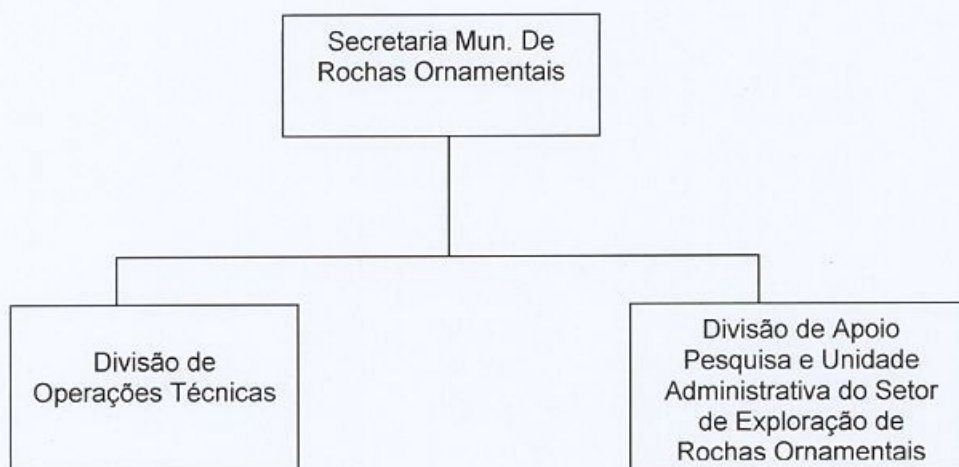 Secretaria Mun. De
Rochas Ornamentais
Divisão de
Operações Técnicas
Divisão de Apoio
Pesquisa e Unidade
Administrativa do Setor
de Exploração de
Rochas Ornamentais